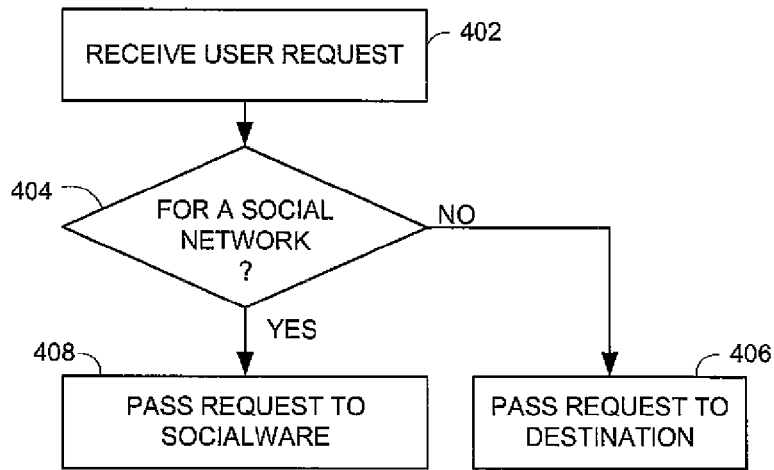 RECEIVE USER REQUEST
402
404
FOR A SOCIAL
NETWORK
?
NO
YES
408
PASS REQUEST TO
SOCIALWARE
406
PASS REQUEST TO
DESTINATION